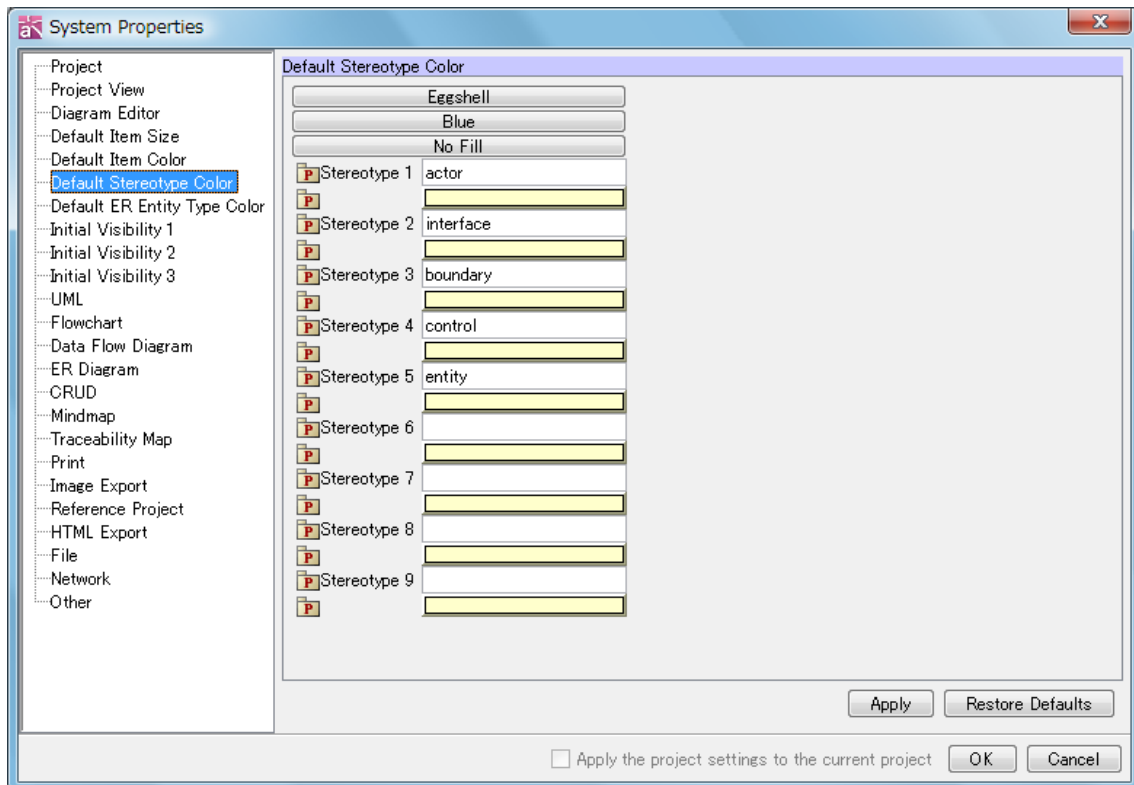 System Properties
Project
Project View
Diagram Editor
Default Item Size
Default Item Color
Default Stereotype Color
Default ER Entity Type Color
Initial Visibility 1
Initial Visibility 2
Initial Visibility 3
UML
Flowchart
Data Flow Diagram
ER Diagram
CRUD
Mindmap
Traceability Map
Print
Image Export
Reference Project
HTML Export
File
Network
Other
Default Stereotype Color
Eggshell
Blue
No Fill
P Stereotype 1 actor
P
P Stereotype 2 interface
P
P Stereotype 3 boundary
P
P Stereotype 4 control
P
P Stereotype 5 entity
P
P Stereotype 6
P
P Stereotype 7
P
P Stereotype 8
P
P Stereotype 9
P
Apply Restore Defaults
Apply the project settings to the current project OK Cancel